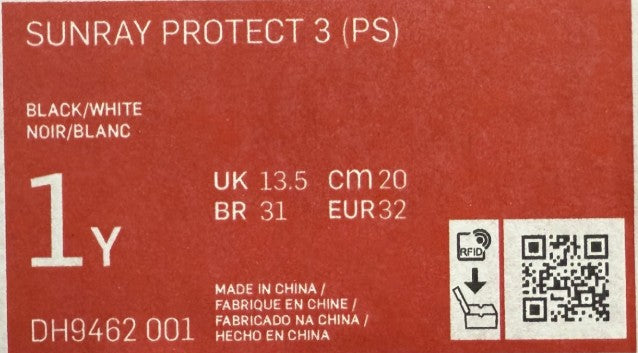 SUNRAY PROTECT 3 (PS)
BLACK/WHITE
NOIR/BLANC
1Y
UK 13.5 cm 20
BR 31 EUR 32
MADE IN CHINA /
FABRIQUE EN CHINE /
FABRICADO NA CHINA /
HECHO EN CHINA
DH9462 001
RFID